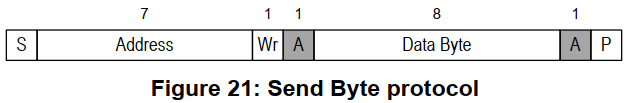 7 1 1 8 1
S Address Wr A Data Byte A P
Figure 21: Send Byte protocol